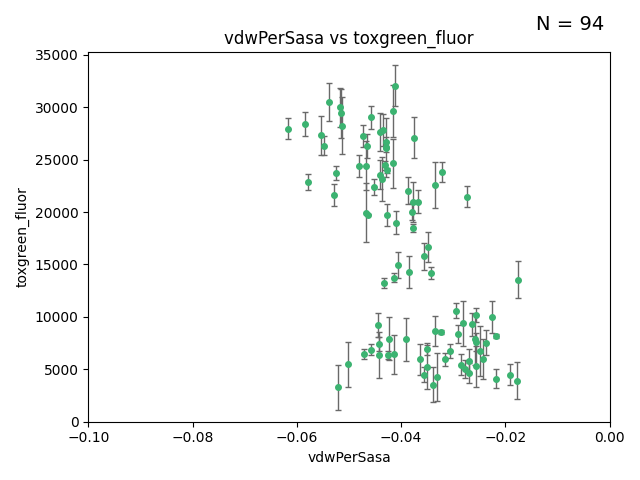 N = 94
vdwPerSasa vs toxgreen_fluor
35000
30000
25000
20000
15000
10000
5000
0
toxgreen_fluor
−0.10 −0.08 −0.06 −0.04 −0.02 0.00
vdwPerSasa